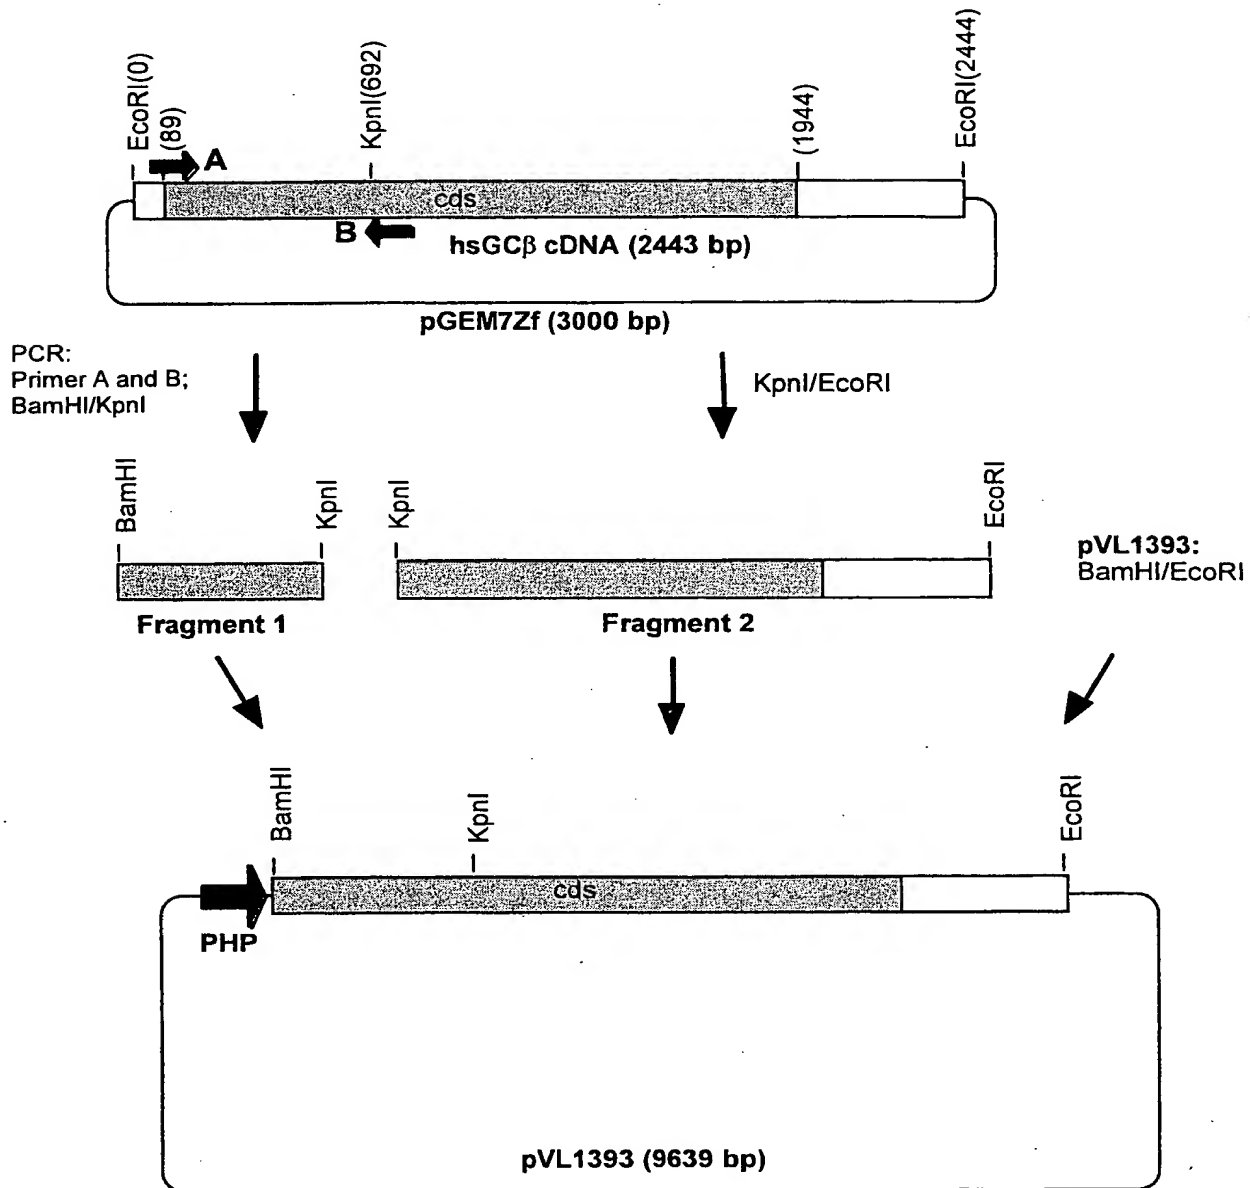 EcoRI(0)
(89)
KpnI(692)
(1944)
EcoRI(2444)
A
cds
B
hsGCβ cDNA (2443 bp)
pGEM7Zf (3000 bp)
PCR:
Primer A and B;
BamHI/KpnI
KpnI/EcoRI
BamHI
KpnI
KpnI
EcoRI
pVL1393:
BamHI/EcoRI
Fragment 1
Fragment 2
BamHI
KpnI
EcoRI
cds
PHP
pVL1393 (9639 bp)